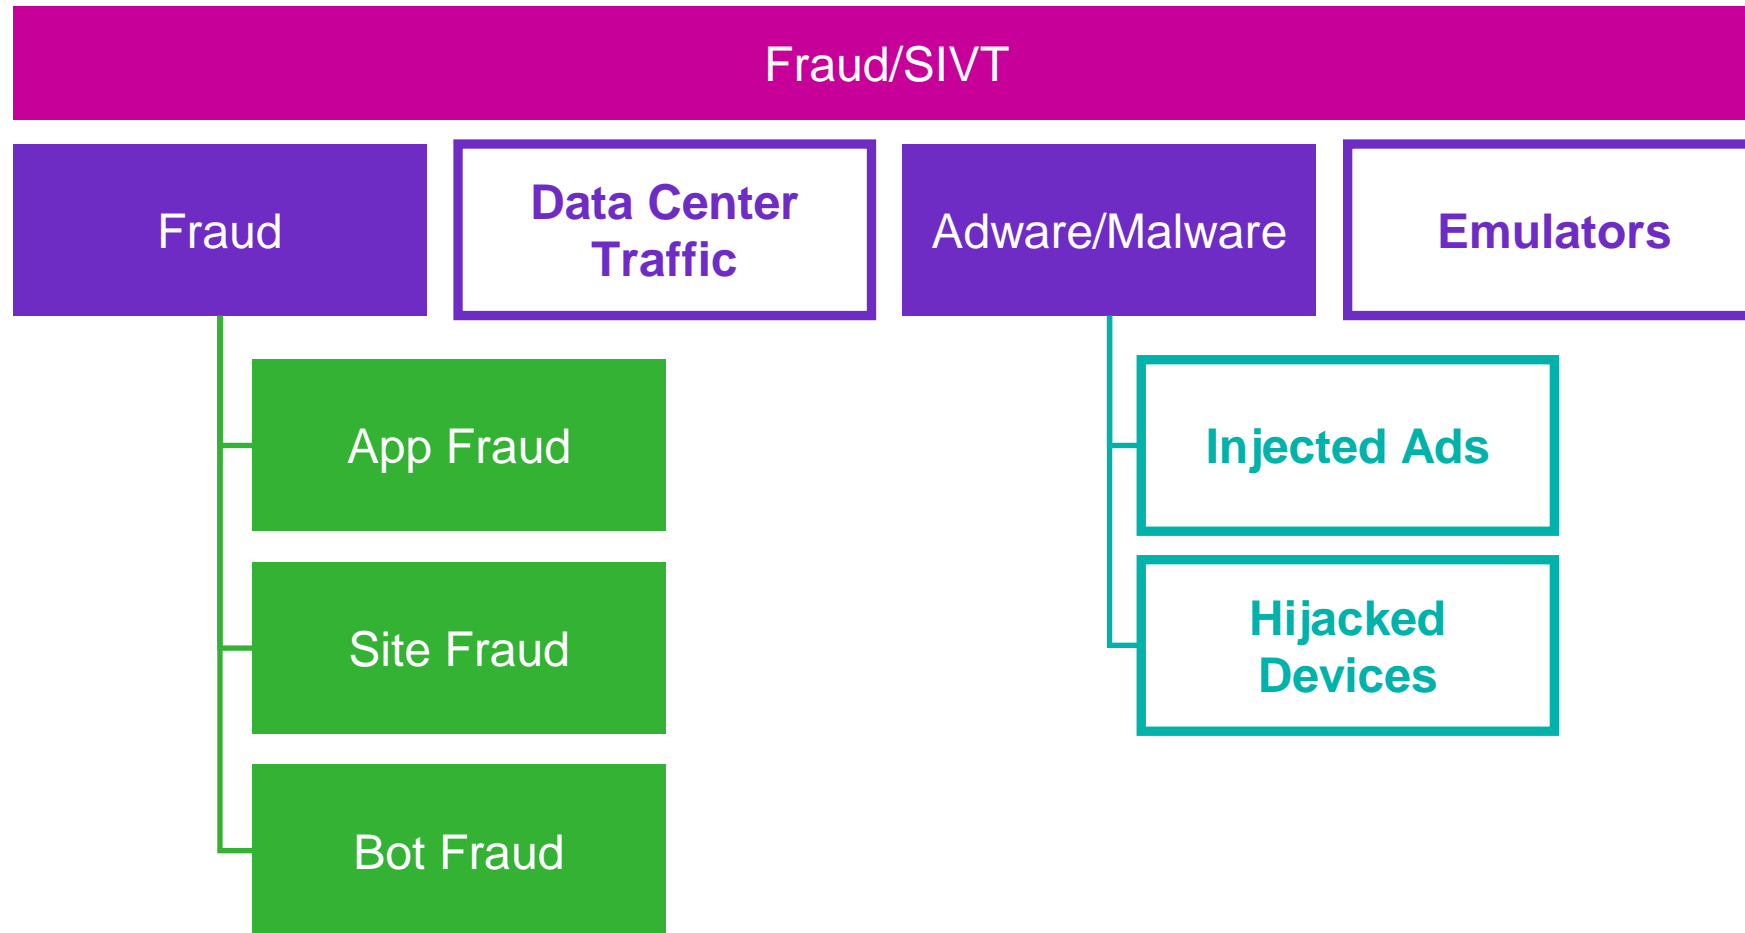 Fraud/SIVT
Fraud
Data Center
Traffic
Adware/Malware
Emulators
App Fraud
Site Fraud
Bot Fraud
Injected Ads
Hijacked
Devices